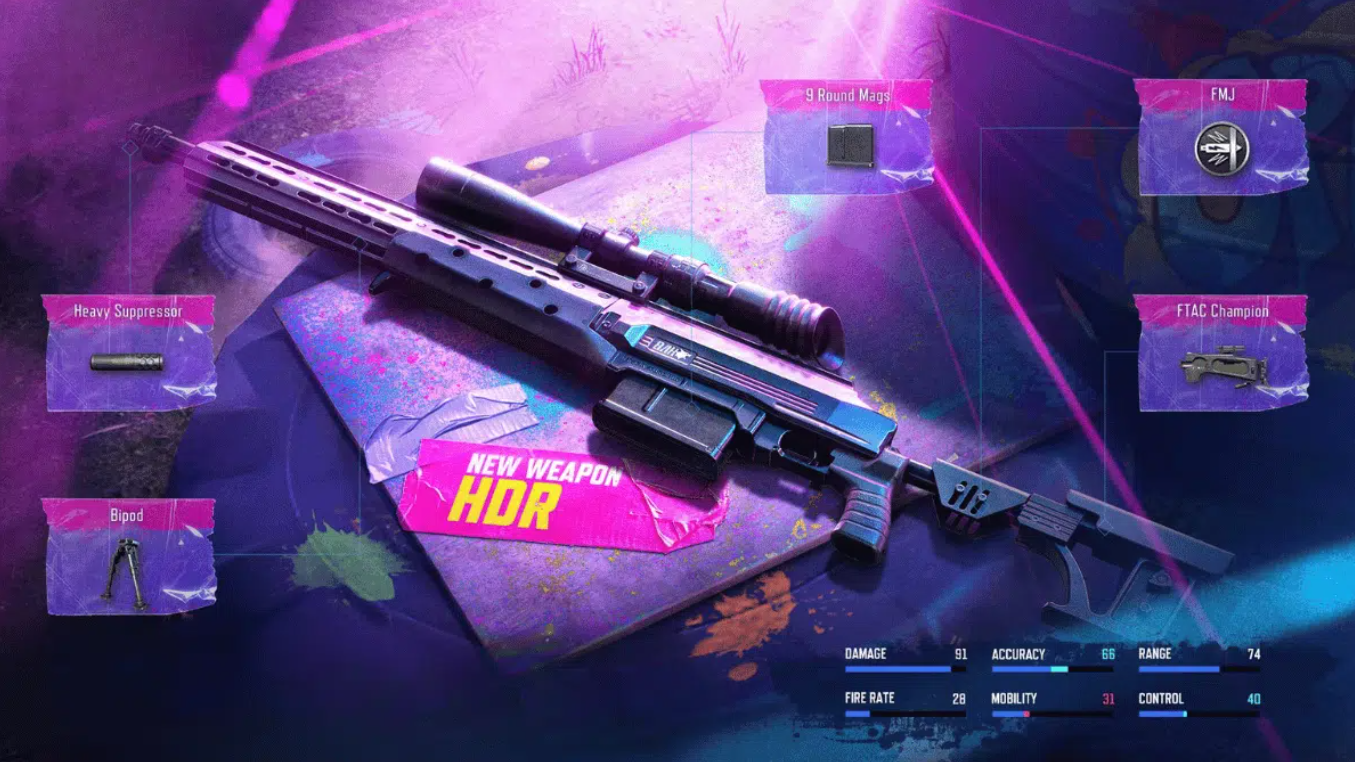 9 Round Mags
FMJ
Heavy Suppressor
FTAC Champion
NEW WEAPON
HDR
Bipod
DAMAGE 91
ACCURACY 66
RANGE 74
FIRE RATE 28
MOBILITY 31
CONTROL 40